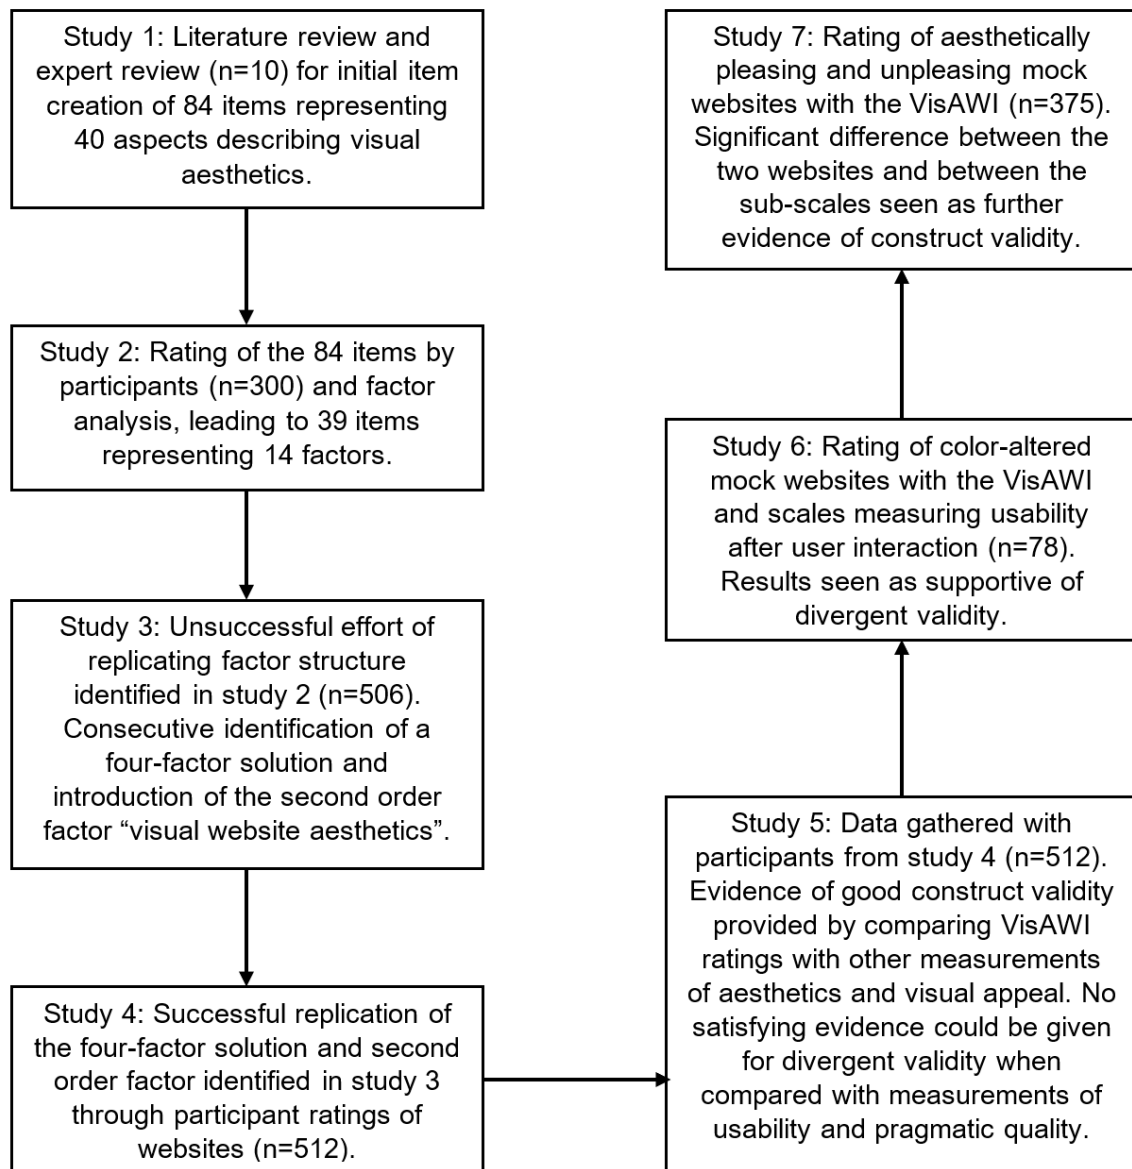 Study 1: Literature review and
expert review (n=10) for initial item
creation of 84 items representing
40 aspects describing visual
aesthetics.
Study 2: Rating of the 84 items by
participants (n=300) and factor
analysis, leading to 39 items
representing 14 factors.
Study 3: Unsuccessful effort of
replicating factor structure
identified in study 2 (n=506).
Consecutive identification of a
four-factor solution and
introduction of the second order
factor “visual website aesthetics”.
Study 4: Successful replication of
the four-factor solution and second
order factor identified in study 3
through participant ratings of
websites (n=512).
Study 5: Data gathered with
participants from study 4 (n=512).
Evidence of good construct validity
provided by comparing VisAWI
ratings with other measurements
of aesthetics and visual appeal. No
satisfying evidence could be given
for divergent validity when
compared with measurements of
usability and pragmatic quality.
Study 6: Rating of color-altered
mock websites with the VisAWI
and scales measuring usability
after user interaction (n=78).
Results seen as supportive of
divergent validity.
Study 7: Rating of aesthetically
pleasing and unpleasing mock
websites with the VisAWI (n=375).
Significant difference between the
two websites and between the
sub-scales seen as further
evidence of construct validity.